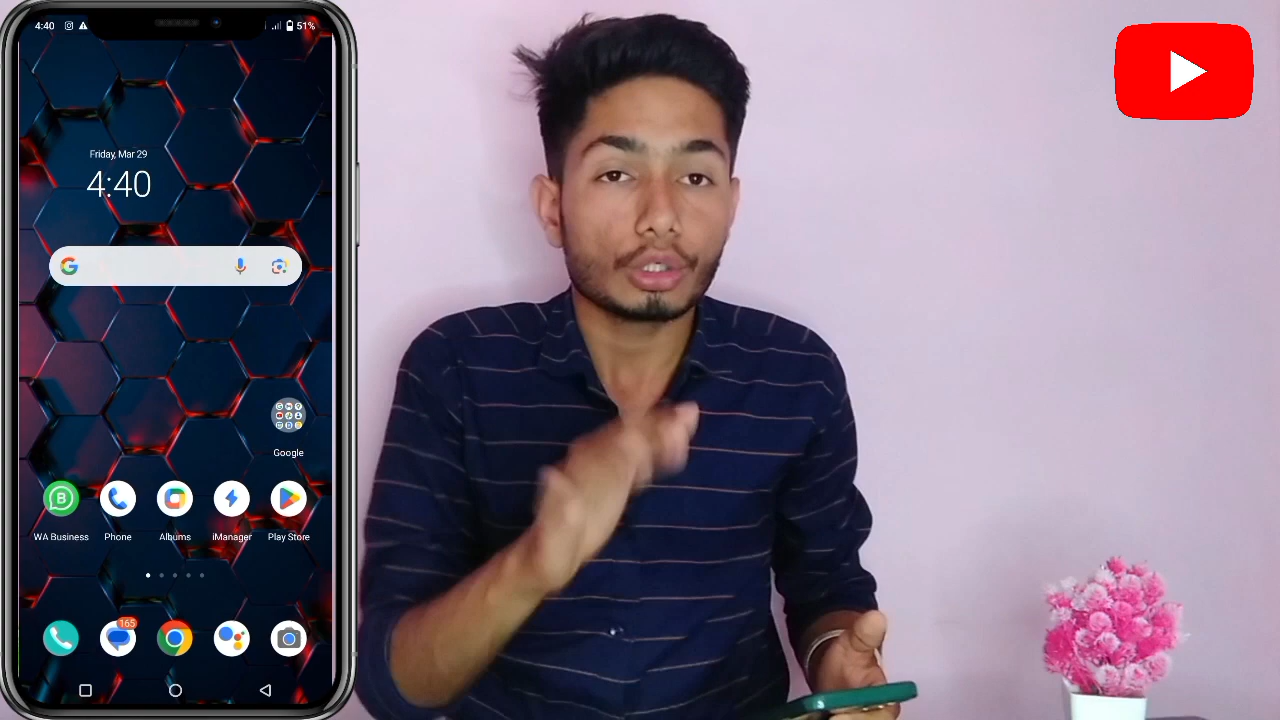 4:40
51%
Friday, Mar 29
4:40
Google
WA Business
Phone
Albums
iManager
Play Store
165